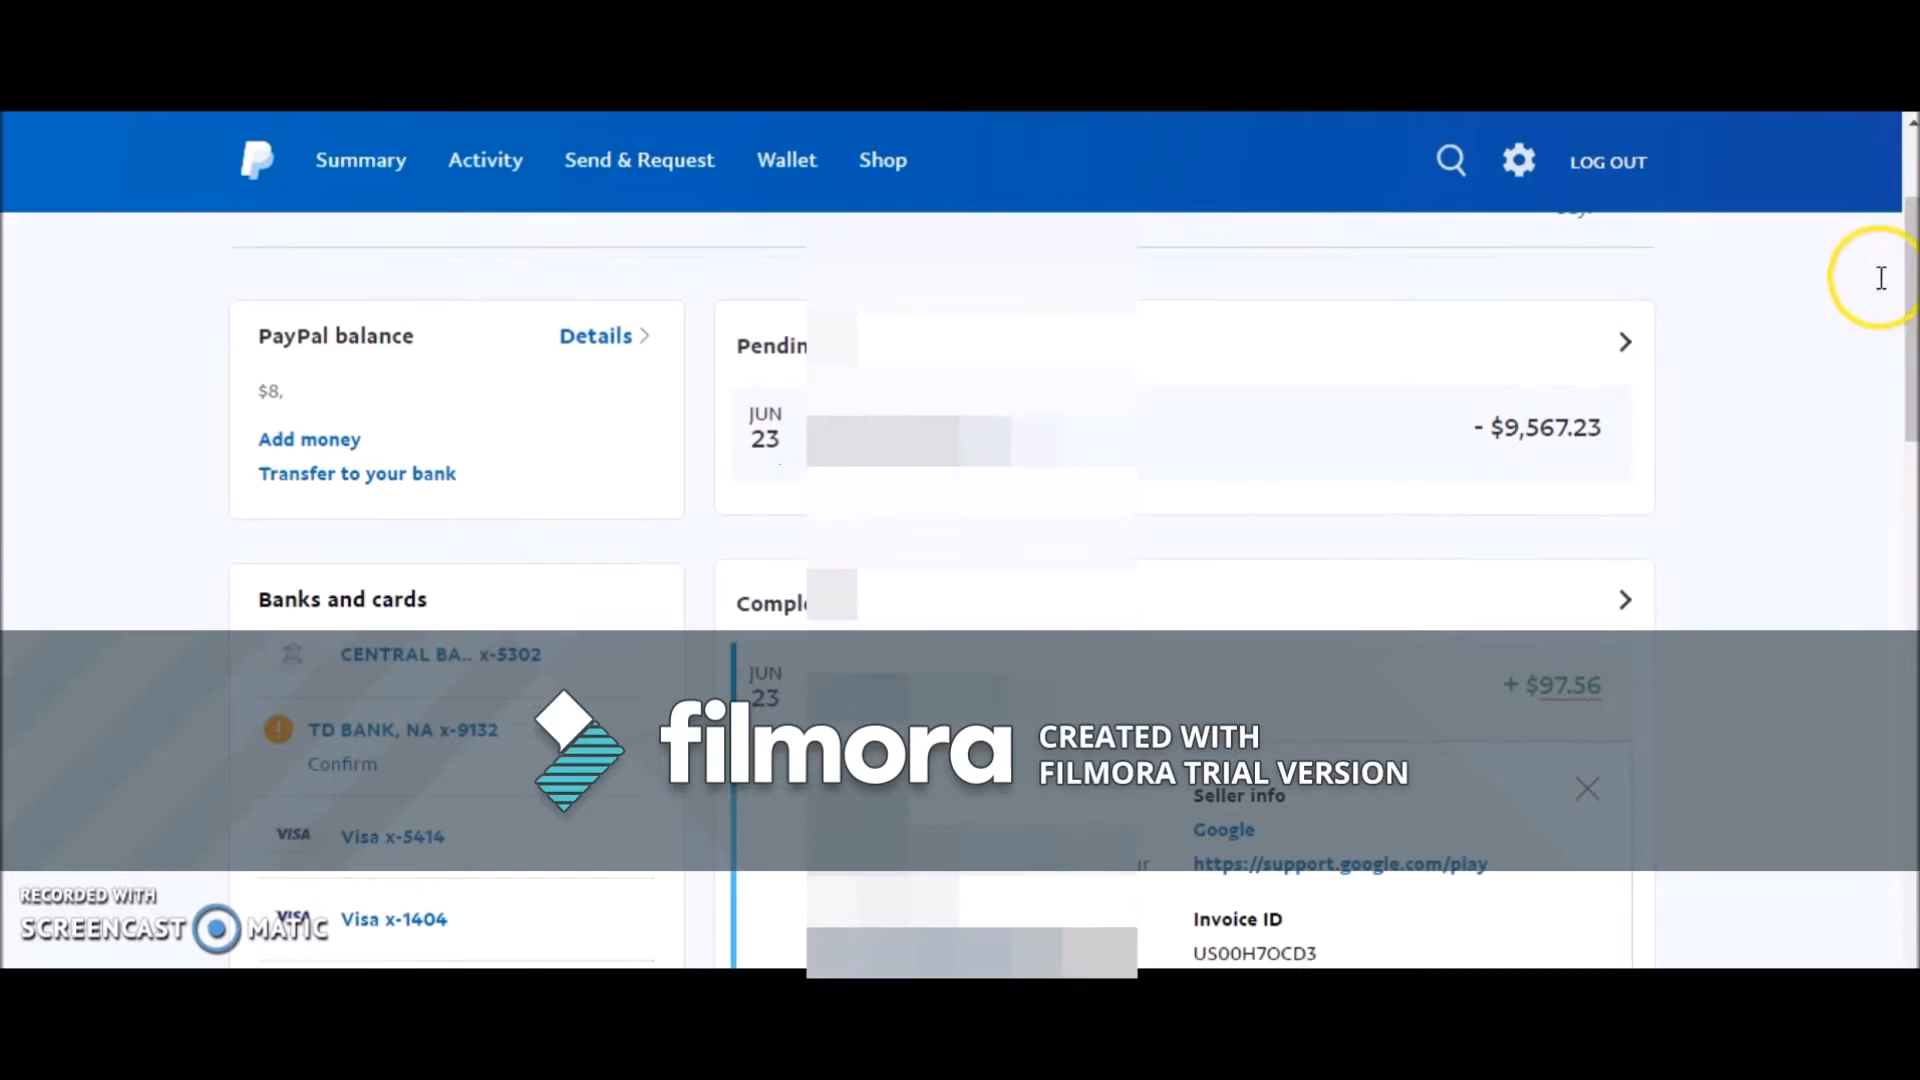 Summary
Activity
Send & Request
Wallet
Shop
LOG OUT
PayPal balance
Details
$8,
Add money
Transfer to your bank
Pendin
JUN
23
- $9,567.23
Banks and cards
CENTRAL BA.. x-5302
TD BANK, NA x-9132
Confirm
VISA Visa x-5414
VISA Visa x-1404
Compl
JUN
23
+ $97.56
Seller info
Google
https://support.google.com/play
Invoice ID
US00H7OCD3
filmora
CREATED WITH
FILMORA TRIAL VERSION
RECORDED WITH
SCREENCAST MATIC